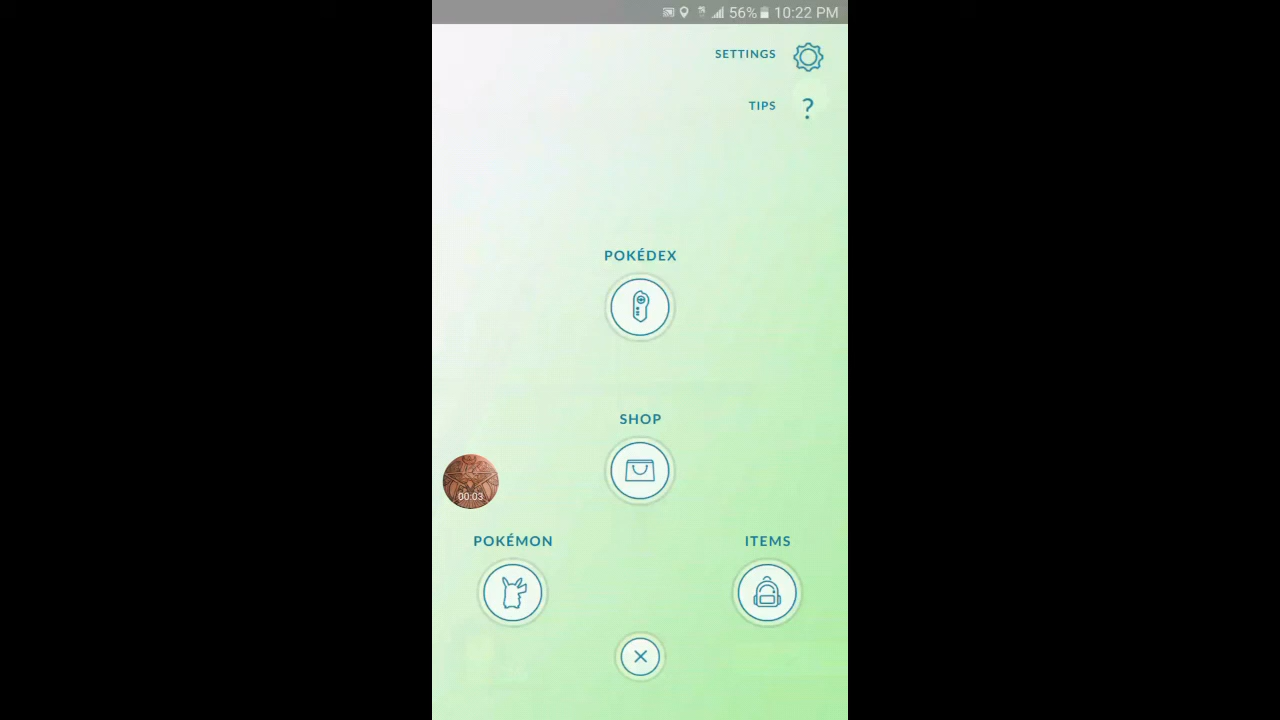 56% 10:22 PM
SETTINGS
TIPS
?
POKÉDEX
SHOP
00:03
POKÉMON
ITEMS